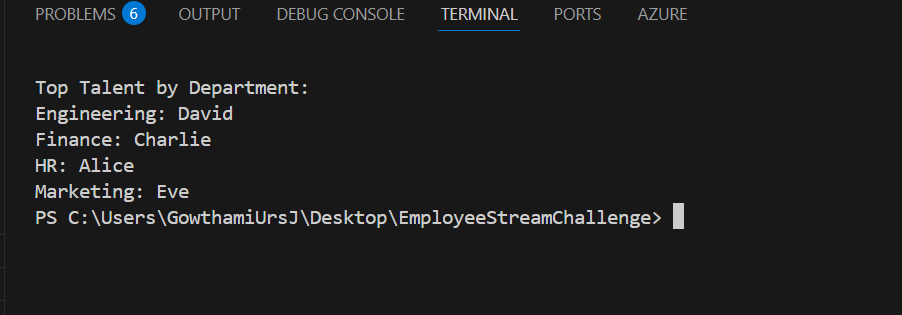 PROBLEMS 6 OUTPUT DEBUG CONSOLE TERMINAL PORTS AZURE
Top Talent by Department:
Engineering: David
Finance: Charlie
HR: Alice
Marketing: Eve
PS C:\Users\GowthamiUrsJ\Desktop\EmployeeStreamChallenge>